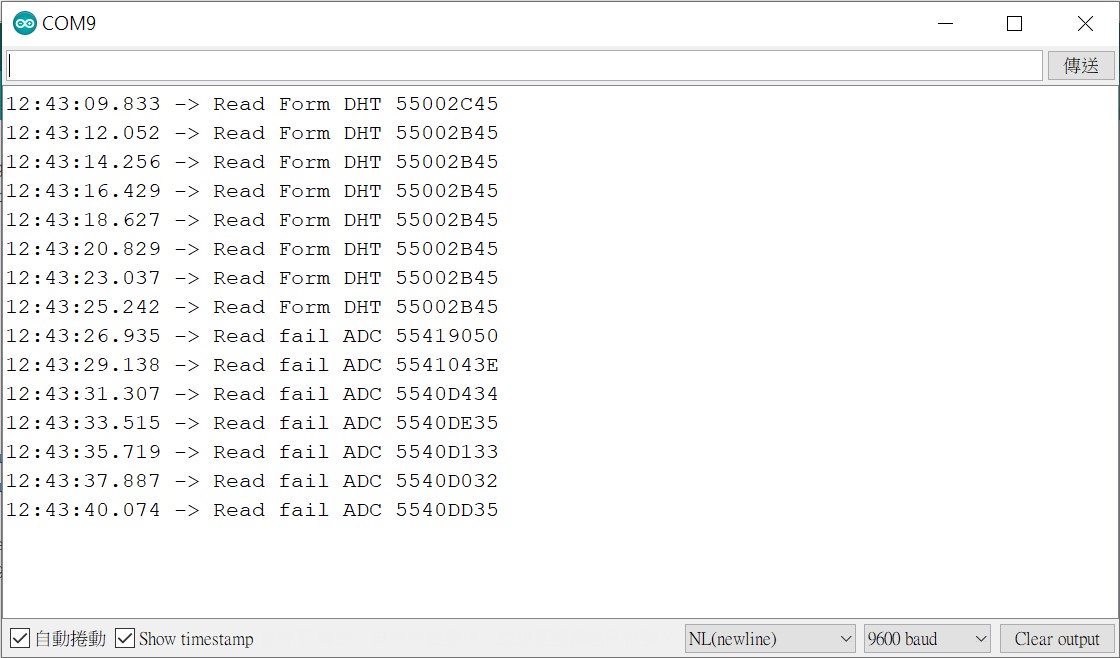 COM9
傳送
12:43:09.833 -> Read Form DHT 55002C45
12:43:12.052 -> Read Form DHT 55002B45
12:43:14.256 -> Read Form DHT 55002B45
12:43:16.429 -> Read Form DHT 55002B45
12:43:18.627 -> Read Form DHT 55002B45
12:43:20.829 -> Read Form DHT 55002B45
12:43:23.037 -> Read Form DHT 55002B45
12:43:25.242 -> Read Form DHT 55002B45
12:43:26.935 -> Read fail ADC 55419050
12:43:29.138 -> Read fail ADC 5541043E
12:43:31.307 -> Read fail ADC 5540D434
12:43:33.515 -> Read fail ADC 5540DE35
12:43:35.719 -> Read fail ADC 5540D133
12:43:37.887 -> Read fail ADC 5540D032
12:43:40.074 -> Read fail ADC 5540DD35
自動捲動 Show timestamp NL(newline) 9600 baud Clear output